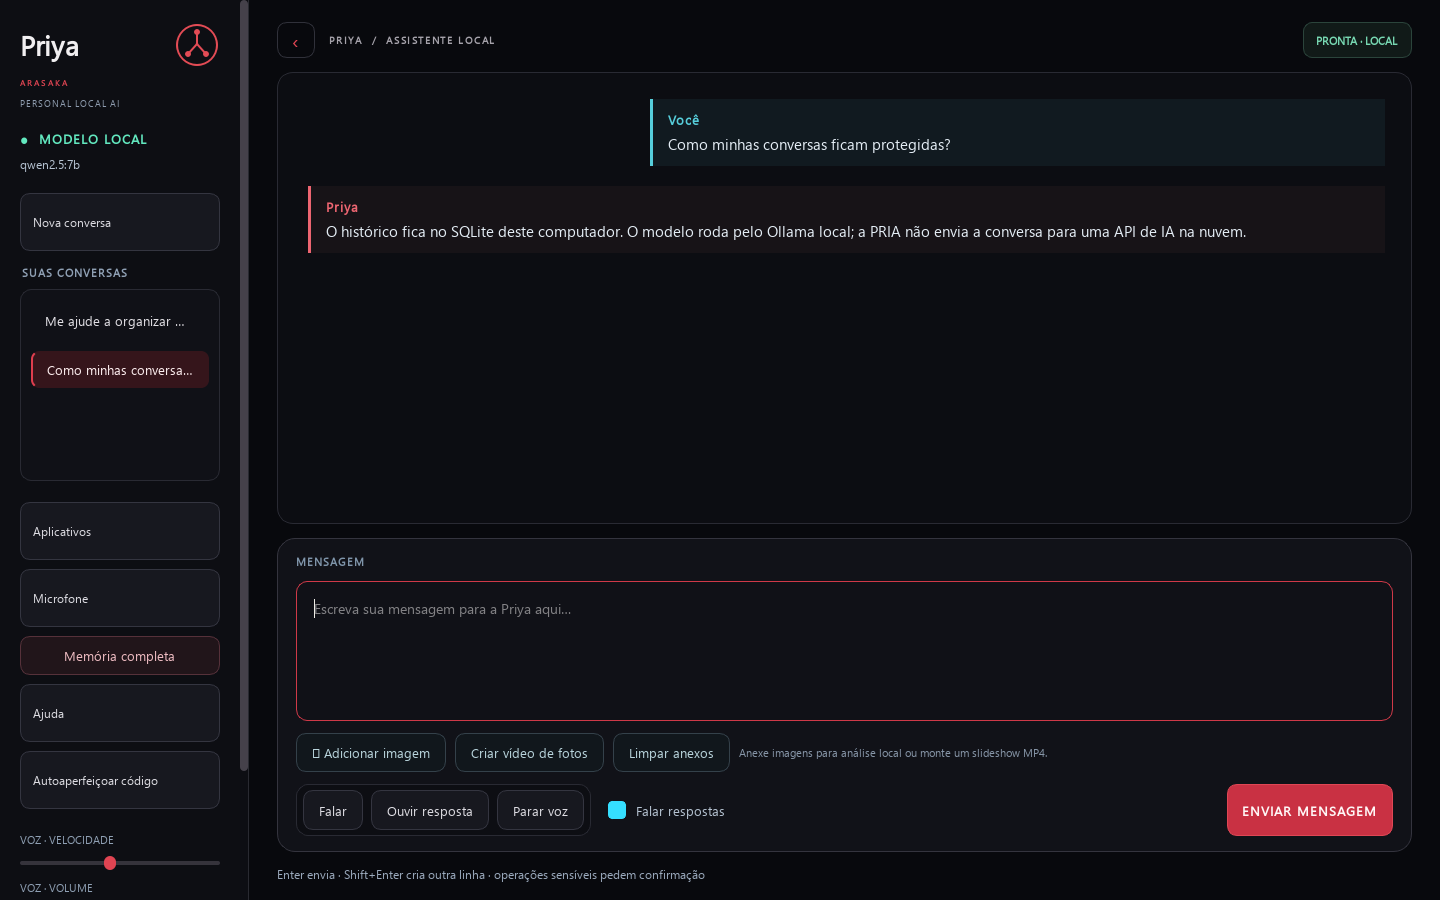 Priya
ARASAKA
PERSONAL LOCAL AI
● MODELO LOCAL
qwen2.5:7b
Nova conversa
SUAS CONVERSAS
Me ajude a organizar ...
Como minhas conversa...
Aplicativos
Microfone
Memória completa
Ajuda
Autoaperfeiçoar código
VOZ · VELOCIDADE
VOZ · VOLUME
‹ PRIYA / ASSISTENTE LOCAL
PRONTA · LOCAL
Você
Como minhas conversas ficam protegidas?
Priya
O histórico fica no SQLite deste computador. O modelo roda pelo Ollama local; a PRIA não envia a conversa para uma API de IA na nuvem.
MENSAGEM
Escreva sua mensagem para a Priya aqui...
Adicionar imagem Criar vídeo de fotos Limpar anexos Anexe imagens para análise local ou monte um slideshow MP4.
Falar Ouvir resposta Parar voz Falar respostas ENVIAR MENSAGEM
Enter envia · Shift+Enter cria outra linha · operações sensíveis pedem confirmação